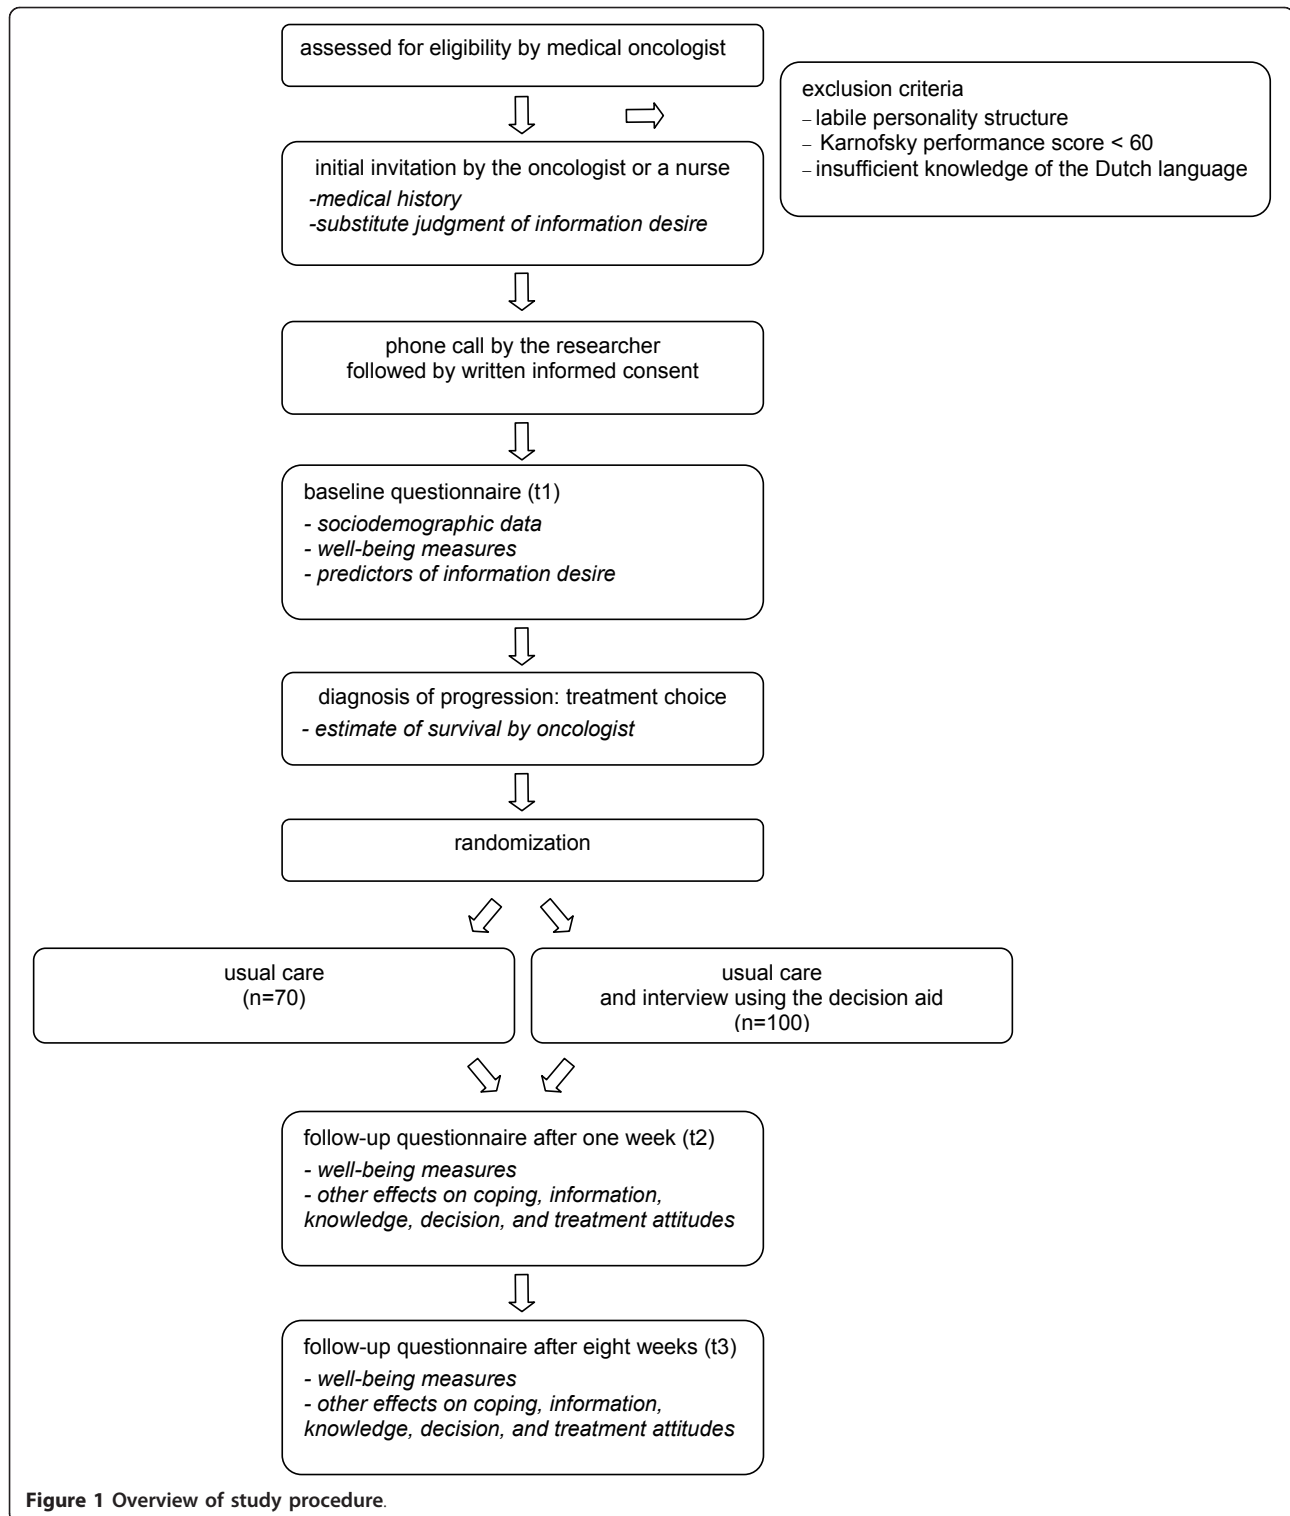 assessed for eligibility by medical oncologist
exclusion criteria
– labile personality structure
– Karnofsky performance score < 60
– insufficient knowledge of the Dutch language
initial invitation by the oncologist or a nurse
-medical history
-substitute judgment of information desire
phone call by the researcher
followed by written informed consent
baseline questionnaire (t1)
- sociodemographic data
- well-being measures
- predictors of information desire
diagnosis of progression: treatment choice
- estimate of survival by oncologist
randomization
usual care
(n=70)
usual care
and interview using the decision aid
(n=100)
follow-up questionnaire after one week (t2)
- well-being measures
- other effects on coping, information,
knowledge, decision, and treatment attitudes
follow-up questionnaire after eight weeks (t3)
- well-being measures
- other effects on coping, information,
knowledge, decision, and treatment attitudes
Figure 1 Overview of study procedure.